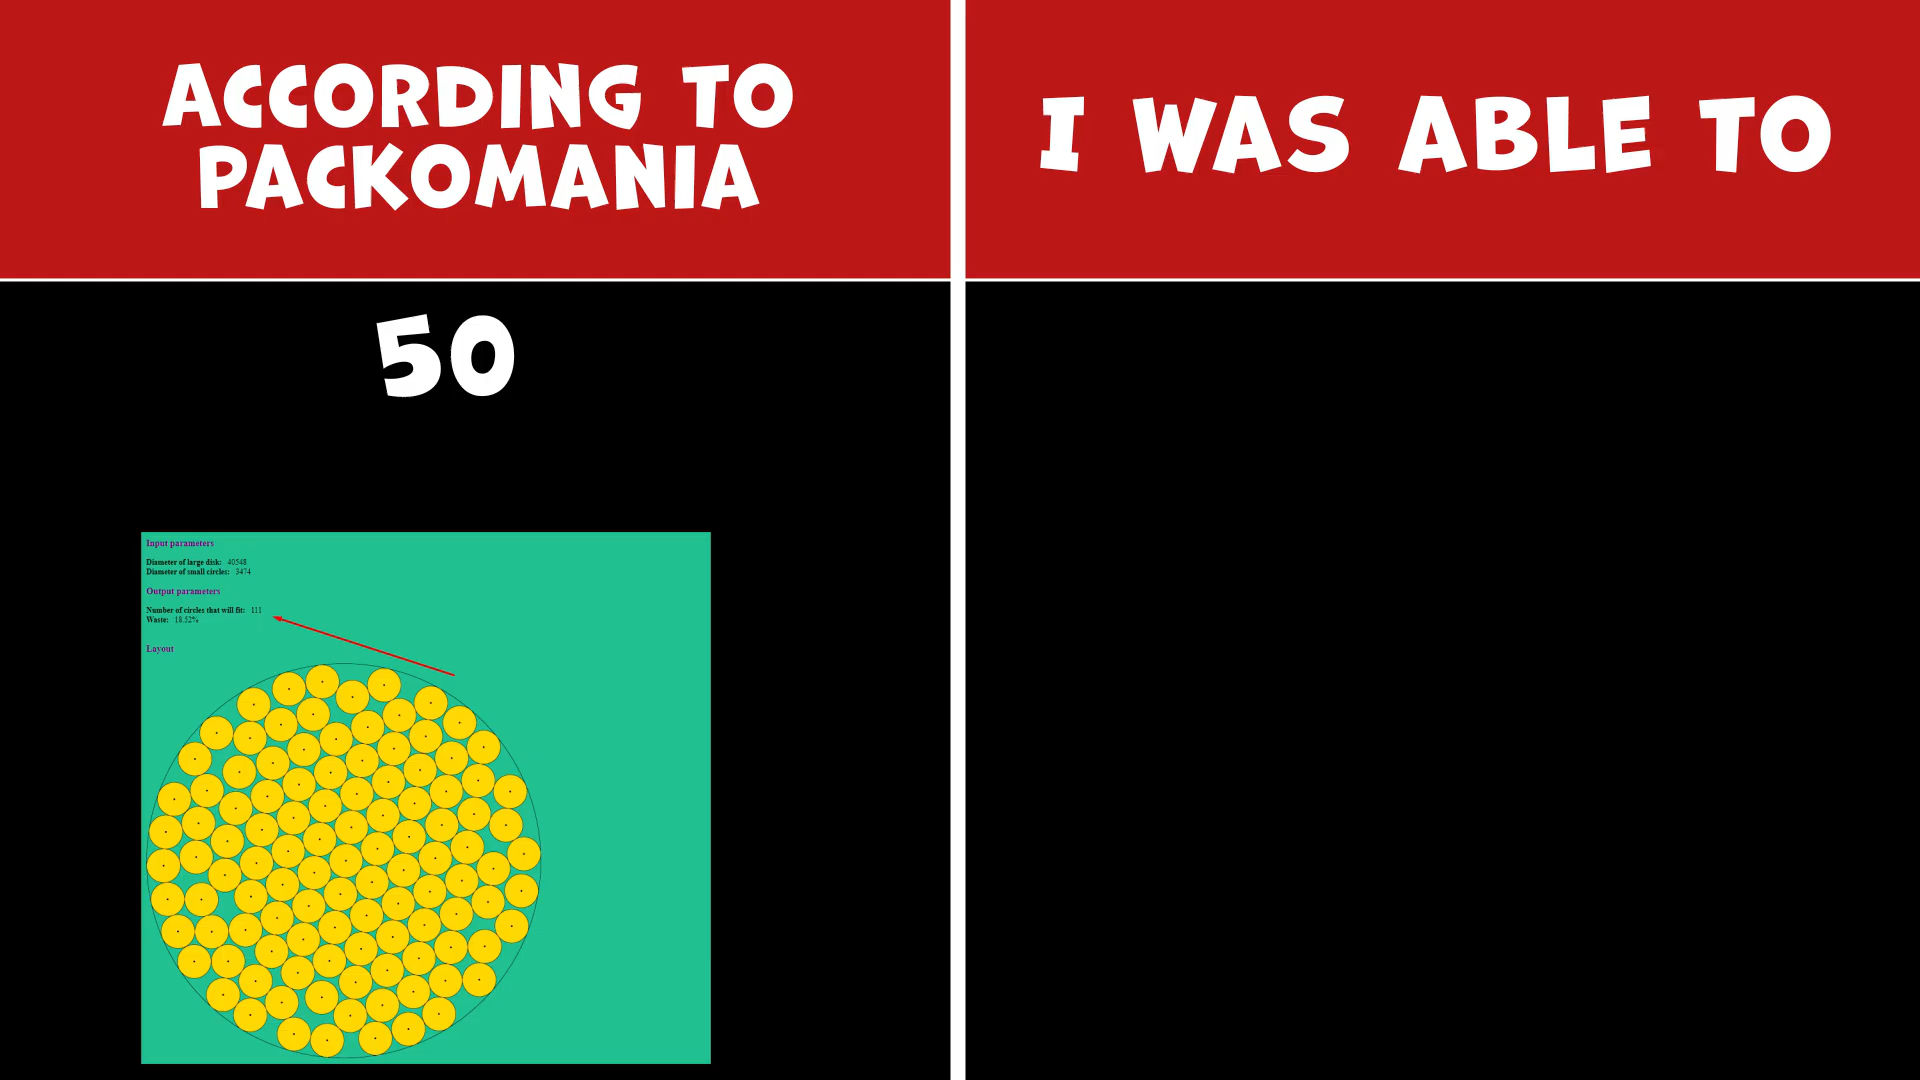 ACCORDING TO
PACKOMANIA
I WAS ABLE TO
50
Input parameters
Diameter of large disk: 40548
Diameter of small circles: 3474
Output parameters
Number of circles that will fit: 111
Waste: 18.52%
Layout